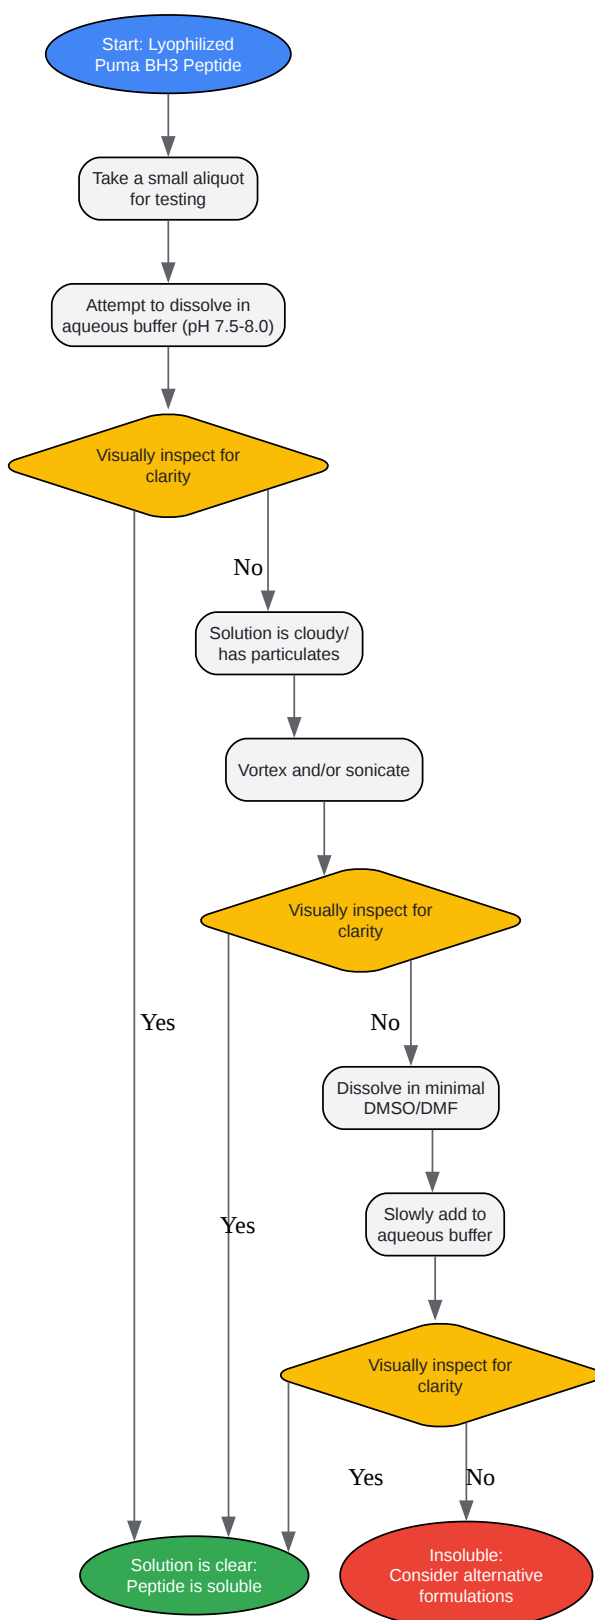 Start: Lyophilized
Puma BH3 Peptide
Take a small aliquot
for testing
Attempt to dissolve in
aqueous buffer (pH 7.5-8.0)
Visually inspect for
clarity
No
Solution is cloudy/
has particulates
Vortex and/or sonicate
Visually inspect for
clarity
Yes
No
Dissolve in minimal
DMSO/DMF
Slowly add to
aqueous buffer
Yes
Visually inspect for
clarity
Yes
No
Solution is clear:
Peptide is soluble
Insoluble:
Consider alternative
formulations